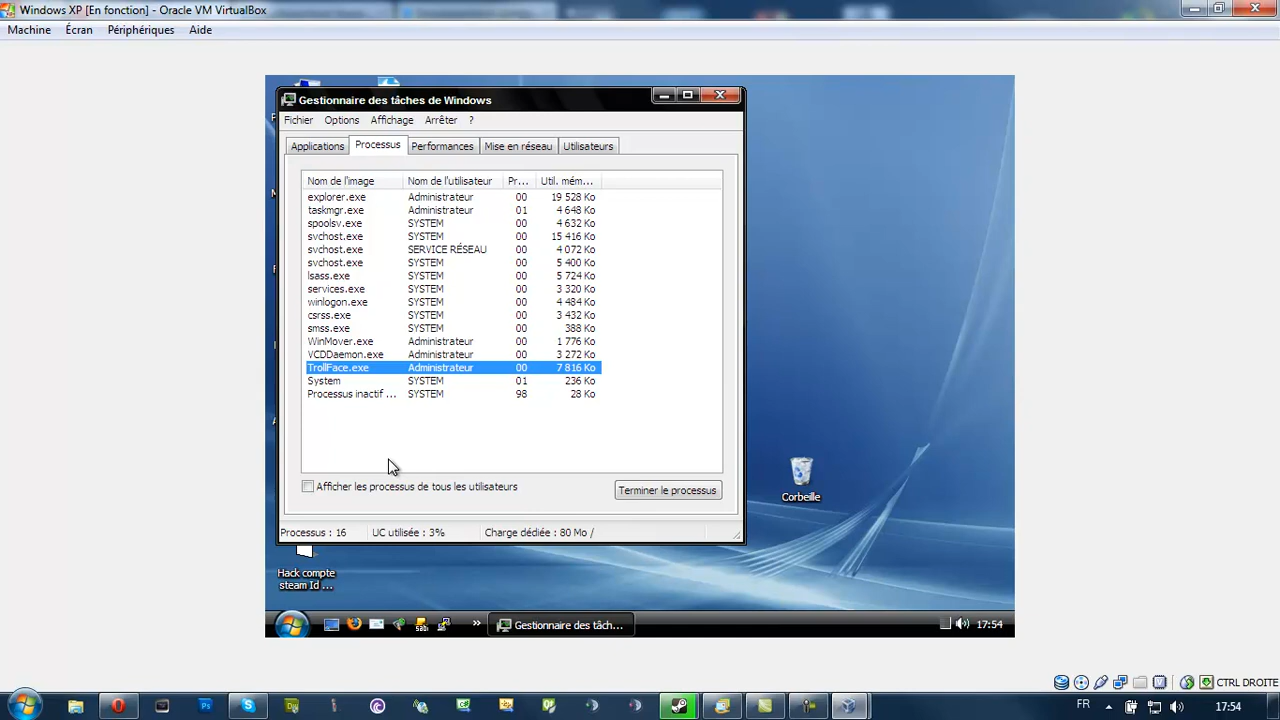 Windows XP [En fonction] - Oracle VM VirtualBox
Machine Écran Périphériques Aide
Gestionnaire des tâches de Windows
Fichier Options Affichage Arrêter ?
Applications Processus Performances Mise en réseau Utilisateurs
Nom de l'image Nom de l'utilisateur Pr... Util. mém...
explorer.exe Administrateur 00 19 528 Ko
taskmgr.exe Administrateur 01 4 648 Ko
spoolsv.exe SYSTEM 00 4 632 Ko
svchost.exe SYSTEM 00 15 416 Ko
svchost.exe SERVICE RÉSEAU 00 4 072 Ko
svchost.exe SYSTEM 00 5 400 Ko
lsass.exe SYSTEM 00 5 724 Ko
services.exe SYSTEM 00 3 320 Ko
winlogon.exe SYSTEM 00 4 484 Ko
csrss.exe SYSTEM 00 3 432 Ko
smss.exe SYSTEM 00 388 Ko
WinMover.exe Administrateur 00 1 776 Ko
VCDDaemon.exe Administrateur 00 3 272 Ko
TrollFace.exe Administrateur 00 7 816 Ko
System SYSTEM 01 236 Ko
Processus inactif ... SYSTEM 98 28 Ko
Afficher les processus de tous les utilisateurs
Terminer le processus
Processus : 16 UC utilisée : 3% Charge dédiée : 80 Mo /
Corbeille
Hack compte
steam Id ...
Gestionnaire des tâch...
17:54
CTRL DROITE
FR
17:54